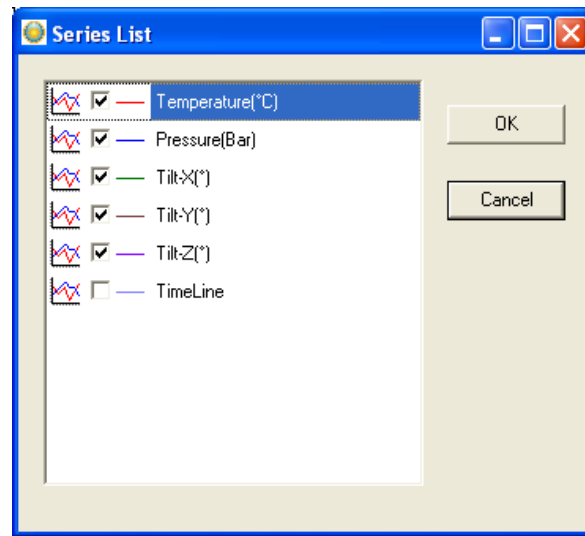 Series List
Temperature(°C)
Pressure(Bar)
Tilt-X(°)
Tilt-Y(°)
Tilt-Z(°)
TimeLine
OK
Cancel